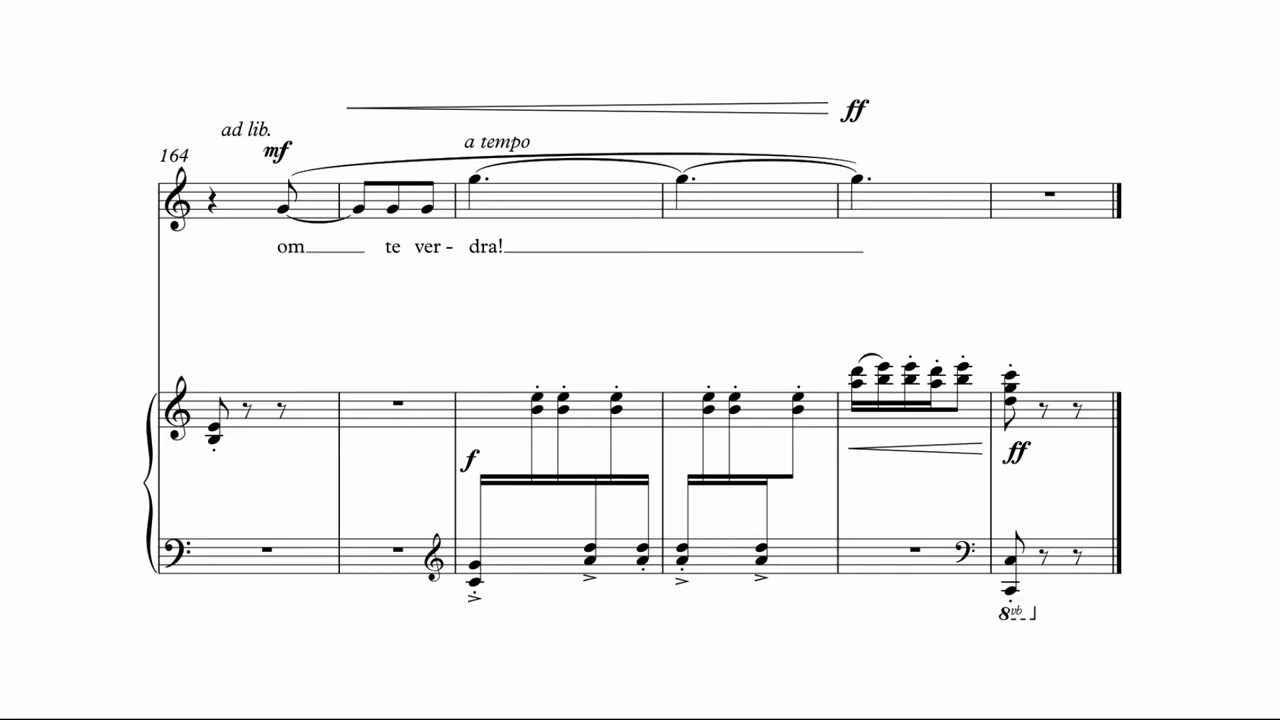 ad lib.
164
mf
ff
a tempo
om te ver- dra!
f
ff
8vb